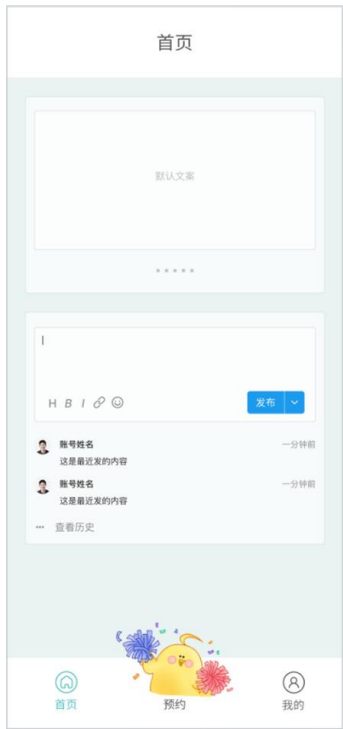 首页
默认文案
H B I
发布
账号姓名 一分钟前
这是最近发的内容
账号姓名 一分钟前
这是最近发的内容
... 查看历史
首页 预约 我的